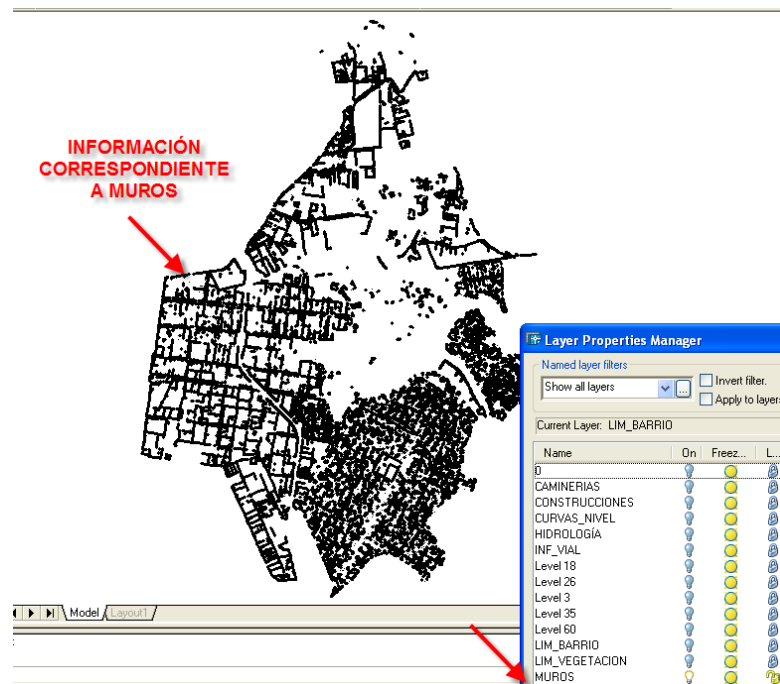 INFORMACIÓN
CORRESPONDIENTE
A MUROS
Layer Properties Manager
Named layer filters
Show all layers
...
Invert filter.
Apply to layers
Current Layer: LIM_BARRIO
Name On Freez... L...
0
CAMINERIAS
CONSTRUCCIONES
CURVAS_NIVEL
HIDROLOGÍA
INF_VIAL
Level 18
Level 26
Level 3
Level 35
Level 60
LIM_BARRIO
LIM_VEGETACION
MUROS
Model Layout1
: